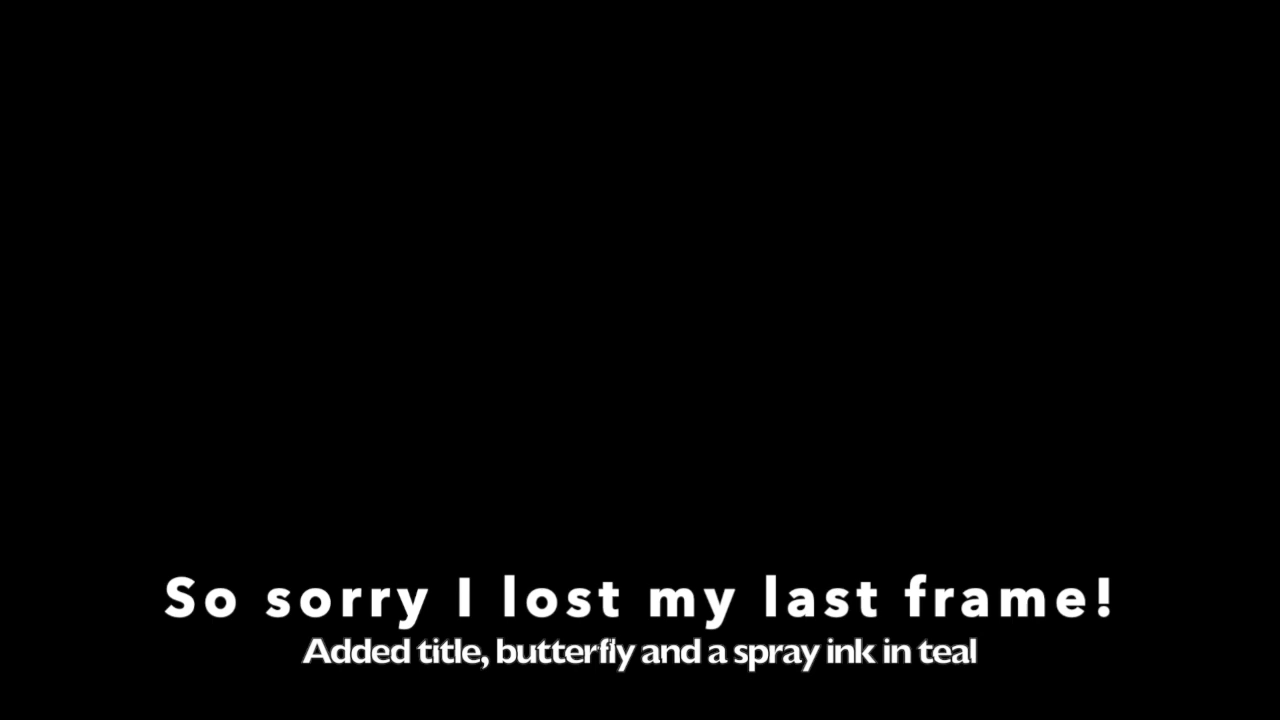 So sorry I lost my last frame!
Added title, butterfly and a spray ink in teal